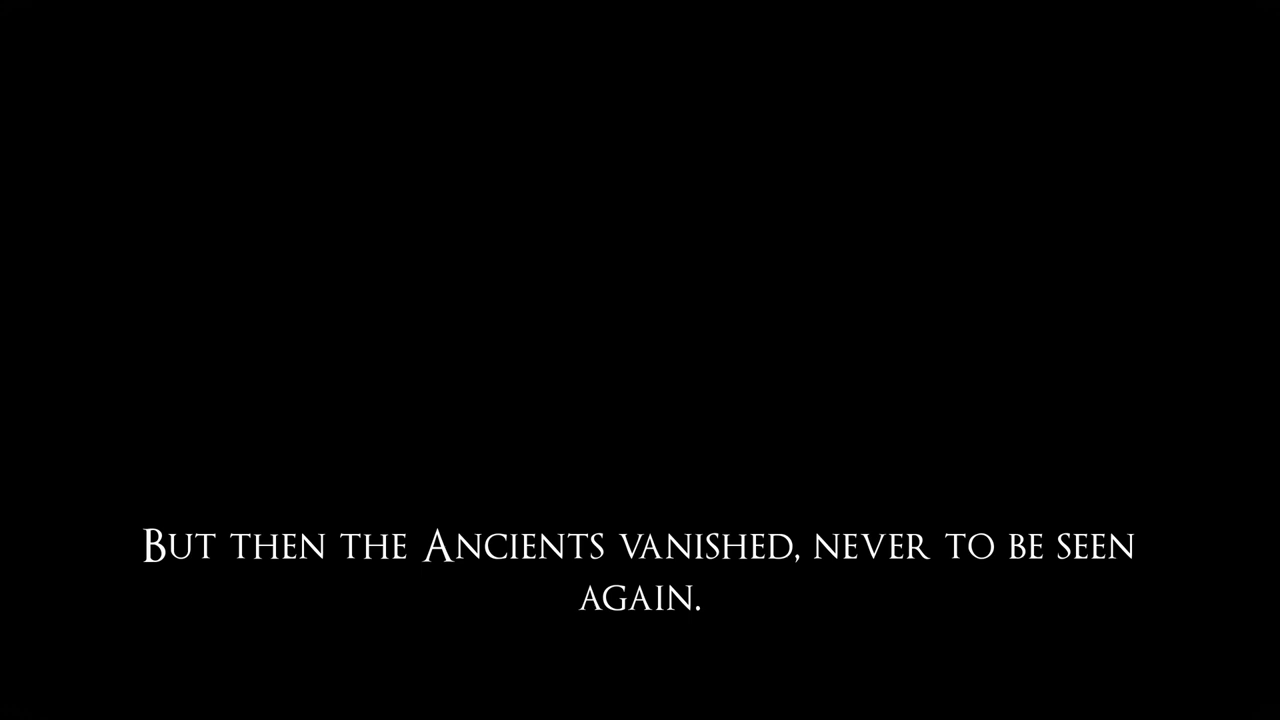 But then the Ancients vanished, never to be seen
again.